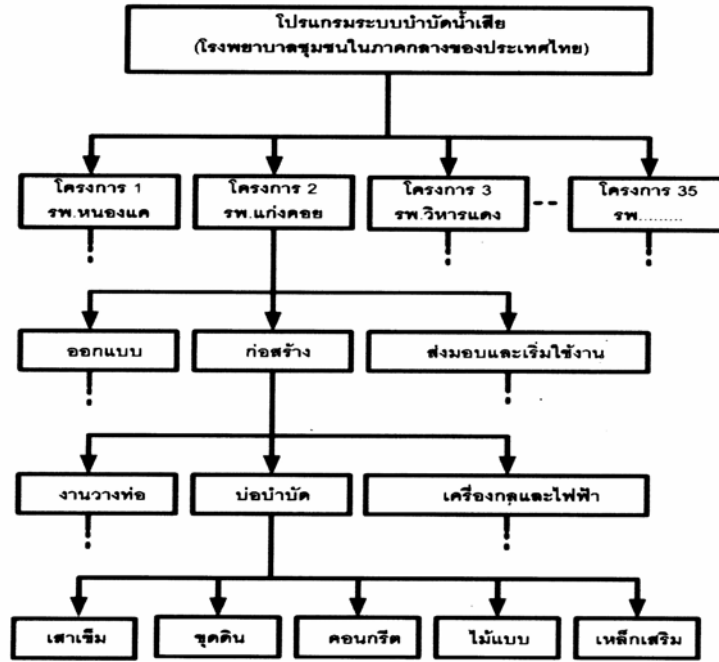 โปรแกรมระบบบำบัดน้ำเสีย
(โรงพยาบาลชุมชนในภาคกลางของประเทศไทย)
โครงการ 1
รพ.หนองแค
โครงการ 2
รพ.แก่งคอย
โครงการ 3
รพ.วิหารแดง
โครงการ 35
รพ.........
ออกแบบ
ก่อสร้าง
ส่งมอบและเริ่มใช้งาน
งานวางท่อ
บ่อบำบัด
เครื่องกลและไฟฟ้า
เสาเข็ม
ขุดดิน
คอนกรีต
ไม้แบบ
เหล็กเสริม